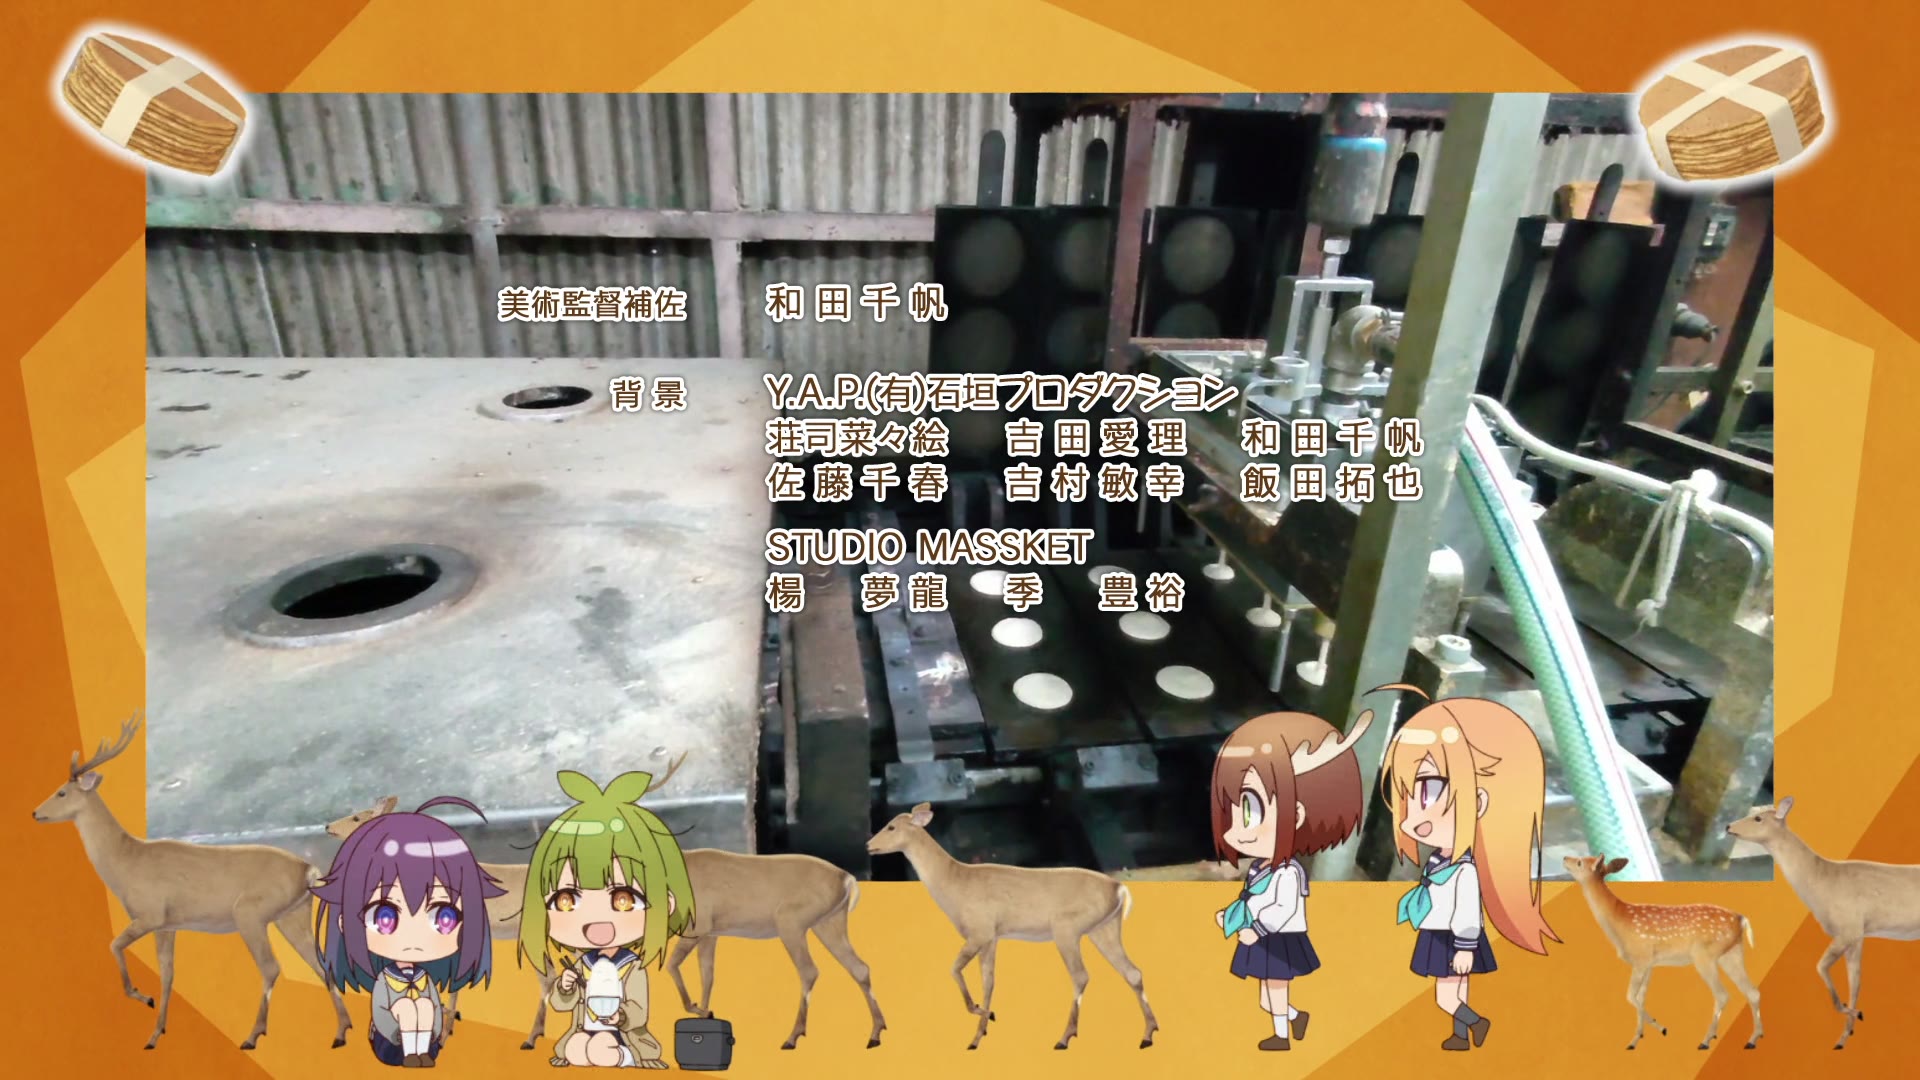 美術監督補佐 和田千帆
背景 Y.A.P.(有)石垣プロダクション
荘司菜々絵 吉田愛理 和田千帆
佐藤千春 吉村敏幸 飯田拓也
STUDIO MASSKET
楊 夢龍 季 豊裕